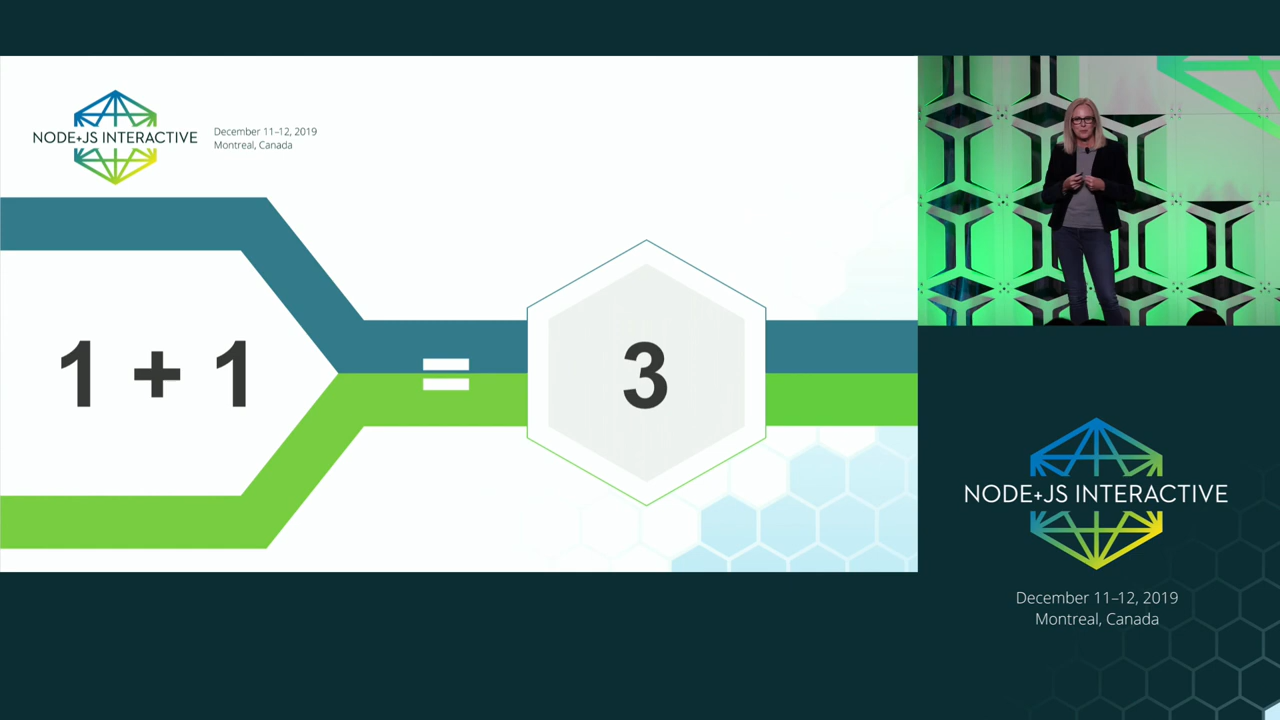 NODE+JS INTERACTIVE
December 11–12, 2019
Montreal, Canada
1 + 1
=
3
NODE+JS INTERACTIVE
December 11–12, 2019
Montreal, Canada